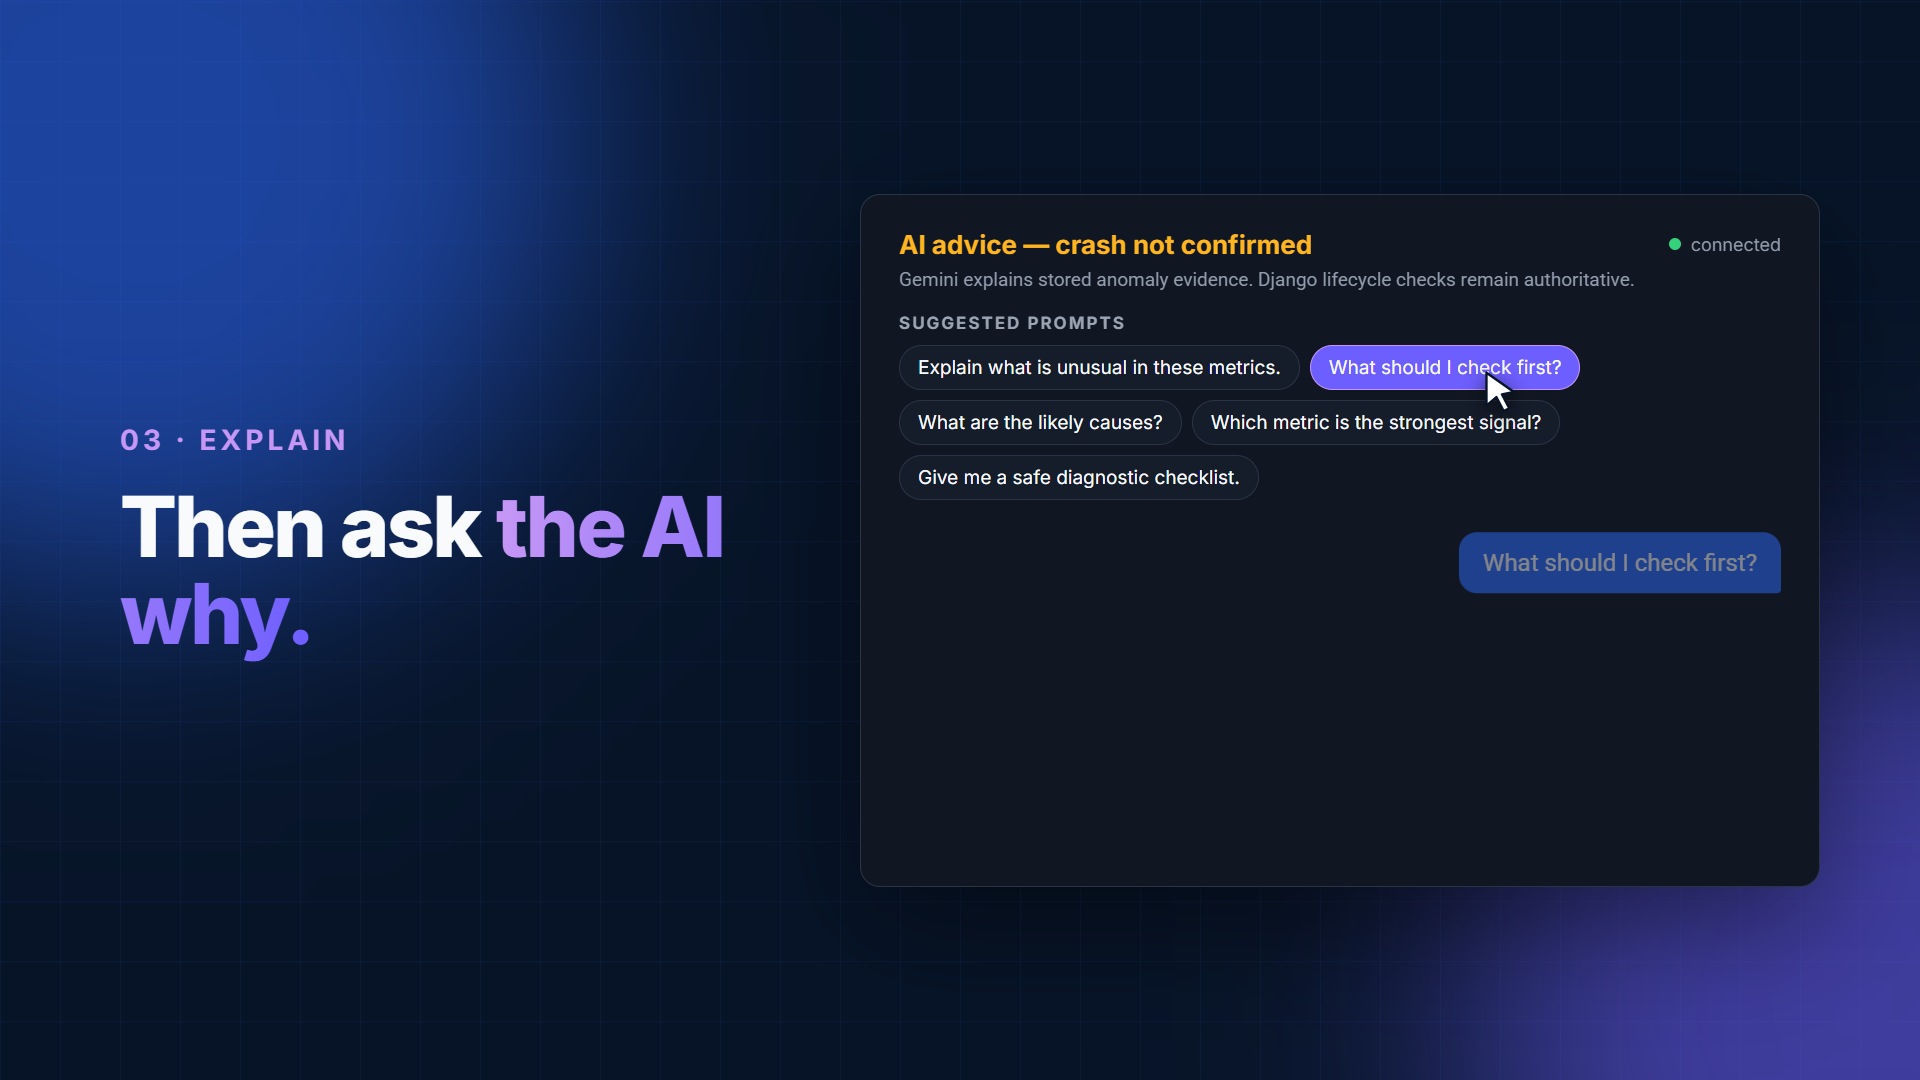 03 · EXPLAIN
Then ask the AI
why.
AI advice — crash not confirmed
connected
Gemini explains stored anomaly evidence. Django lifecycle checks remain authoritative.
SUGGESTED PROMPTS
Explain what is unusual in these metrics.
What should I check first?
What are the likely causes?
Which metric is the strongest signal?
Give me a safe diagnostic checklist.
What should I check first?